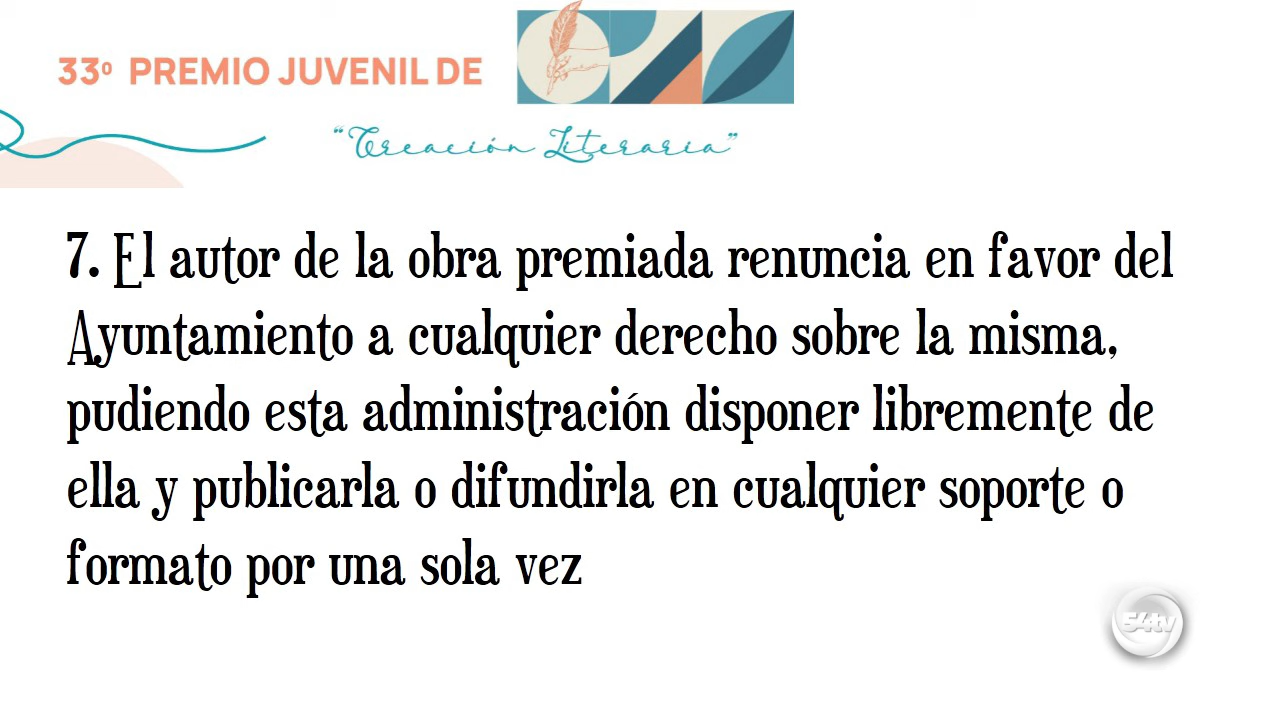 33º PREMIO JUVENIL DE
“Creación Literaria”
7. El autor de la obra premiada renuncia en favor del
Ayuntamiento a cualquier derecho sobre la misma,
pudiendo esta administración disponer libremente de
ella y publicarla o difundirla en cualquier soporte o
formato por una sola vez
54tv